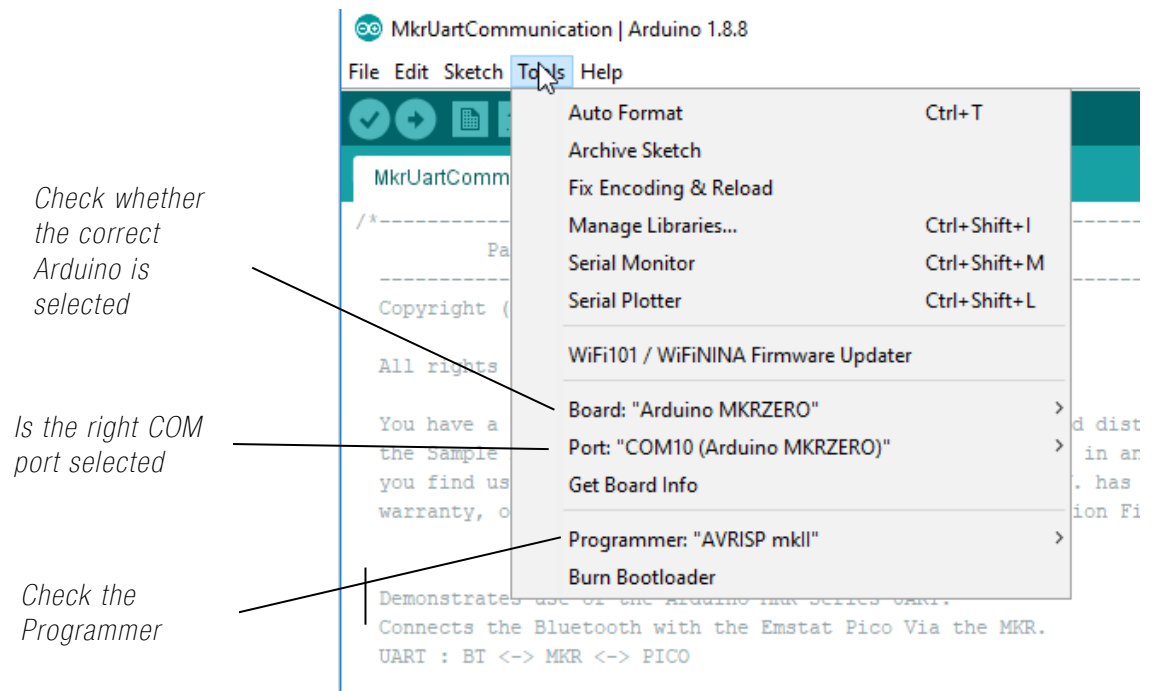 MkrUartCommunication | Arduino 1.8.8
File Edit Sketch Tools Help
Auto Format Ctrl+T
Archive Sketch
Fix Encoding & Reload
Manage Libraries... Ctrl+Shift+I
Serial Monitor Ctrl+Shift+M
Serial Plotter Ctrl+Shift+L
WiFi101 / WiFiNINA Firmware Updater
Board: "Arduino MKRZERO" >
Port: "COM10 (Arduino MKRZERO)" >
Get Board Info
Programmer: "AVRISP mkII" >
Burn Bootloader
MkrUartComm
/*-----------
Pa
-----------
Copyright (
All rights
You have a d dist
the Sample in an
you find us . has
warranty, o ion Fi
Demonstrates use of the Arduino MKR Series UART.
Connects the Bluetooth with the Emstat Pico Via the MKR.
UART : BT <-> MKR <-> PICO
Check whether
the correct
Arduino is
selected
Is the right COM
port selected
Check the
Programmer